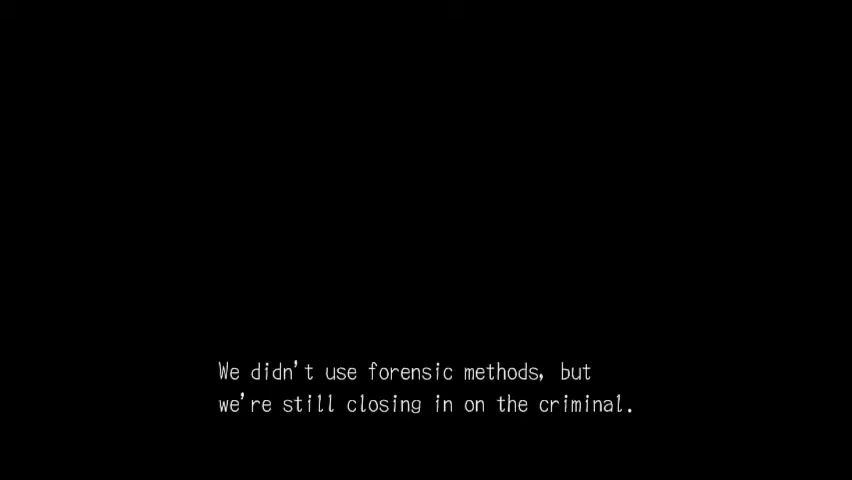 We didn't use forensic methods, but
we're still closing in on the criminal.